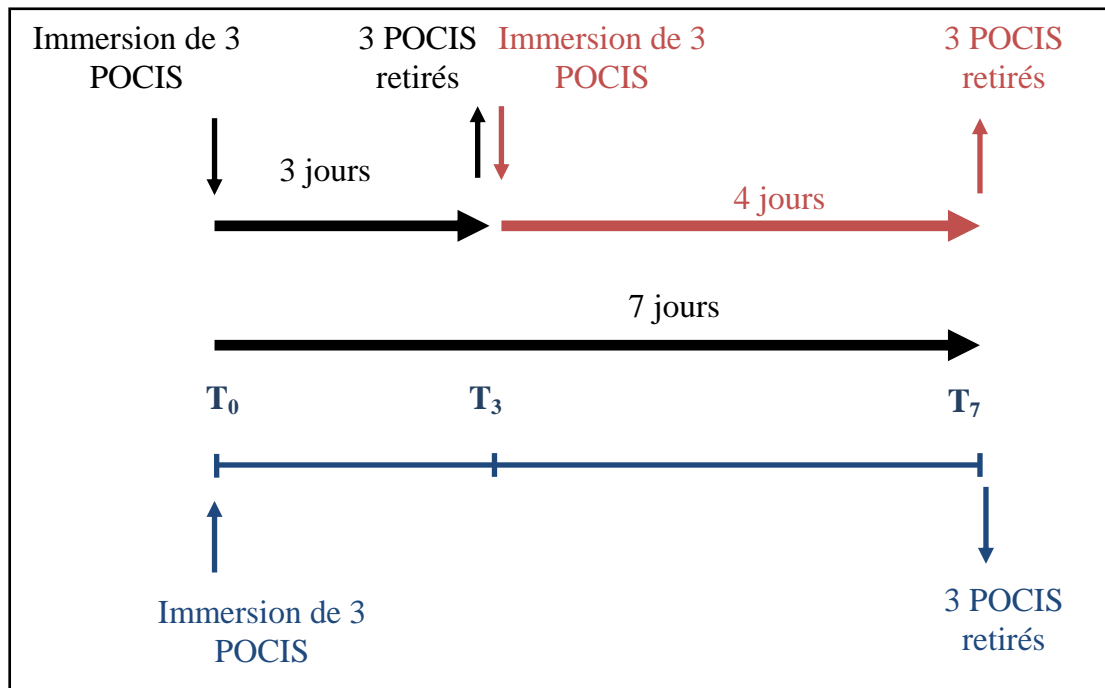 Immersion de 3
POCIS
3 POCIS
retirés
Immersion de 3
POCIS
3 POCIS
retirés
3 jours
4 jours
7 jours
T₀
T₃
T₇
Immersion de 3
POCIS
3 POCIS
retirés